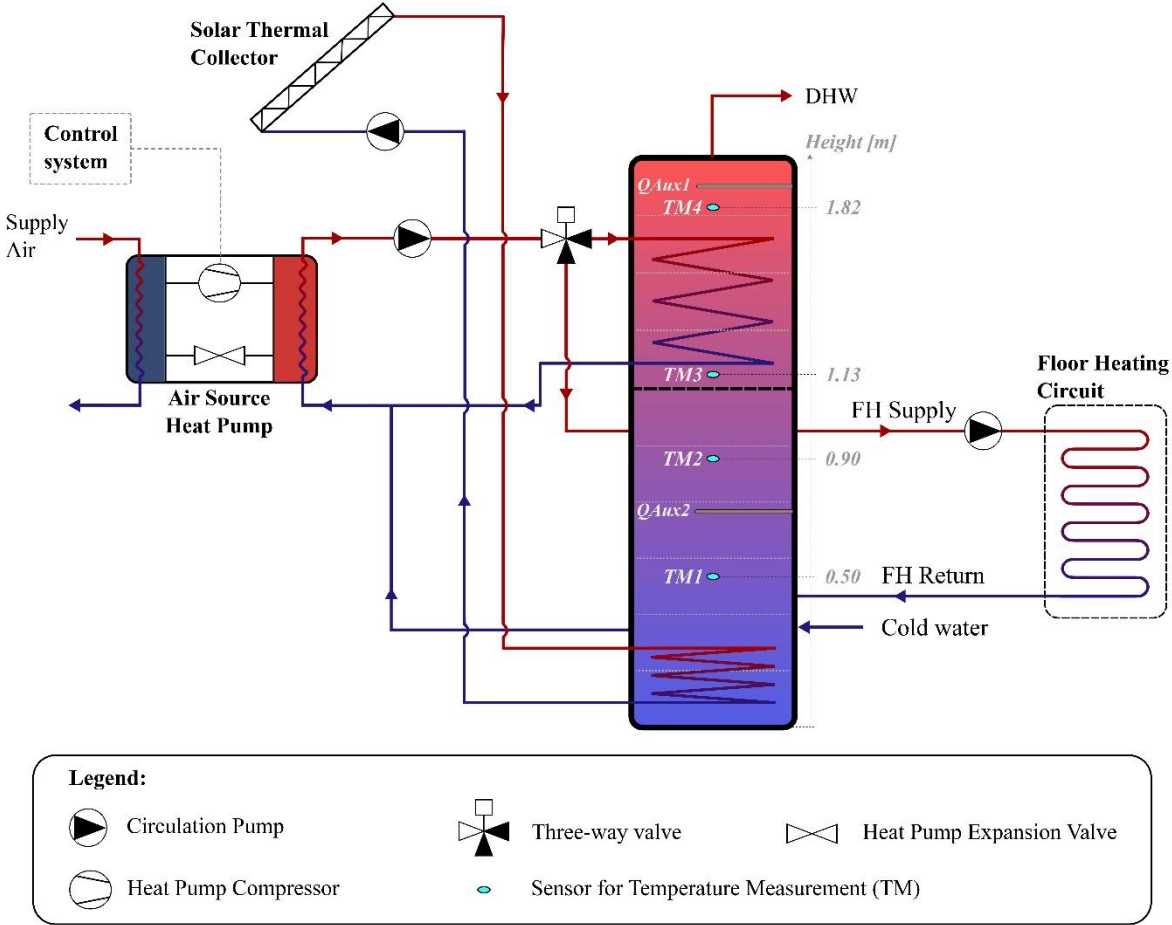 Solar Thermal
Collector
DHW
Control
system
Height [m]
QAux1
TM4
1.82
Supply
Air
TM3
1.13
Air Source
Heat Pump
Floor Heating
Circuit
FH Supply
TM2
0.90
QAux2
TM1
0.50
FH Return
Cold water
Legend:
Circulation Pump
Three-way valve
Heat Pump Expansion Valve
Heat Pump Compressor
Sensor for Temperature Measurement (TM)